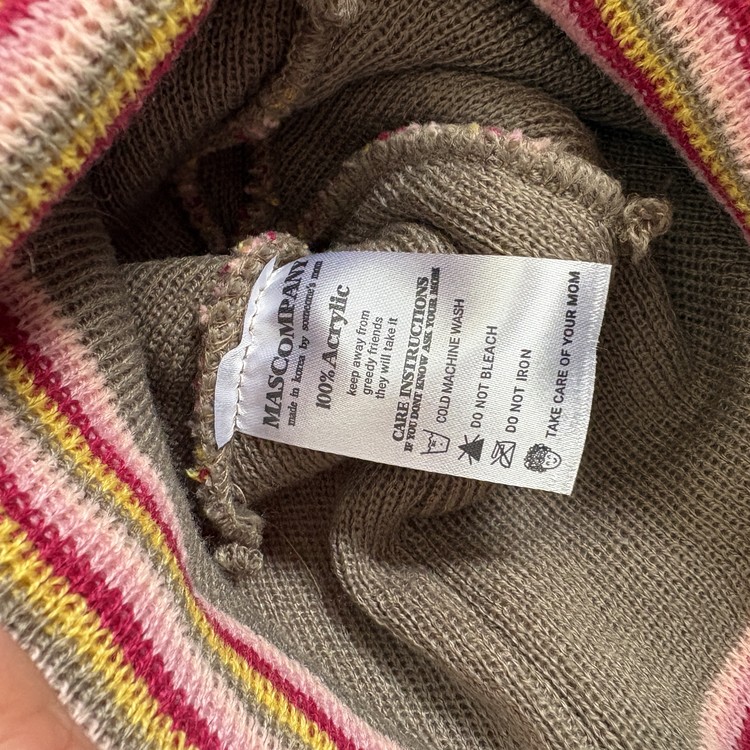 MASCOMPANY
made in korea by someone's mom
100% Acrylic
keep away from
greedy friends
they will take it
CARE INSTRUCTIONS
IF YOU DONT KNOW ASK YOUR MOM
COLD MACHINE WASH
DO NOT BLEACH
DO NOT IRON
TAKE CARE OF YOUR MOM